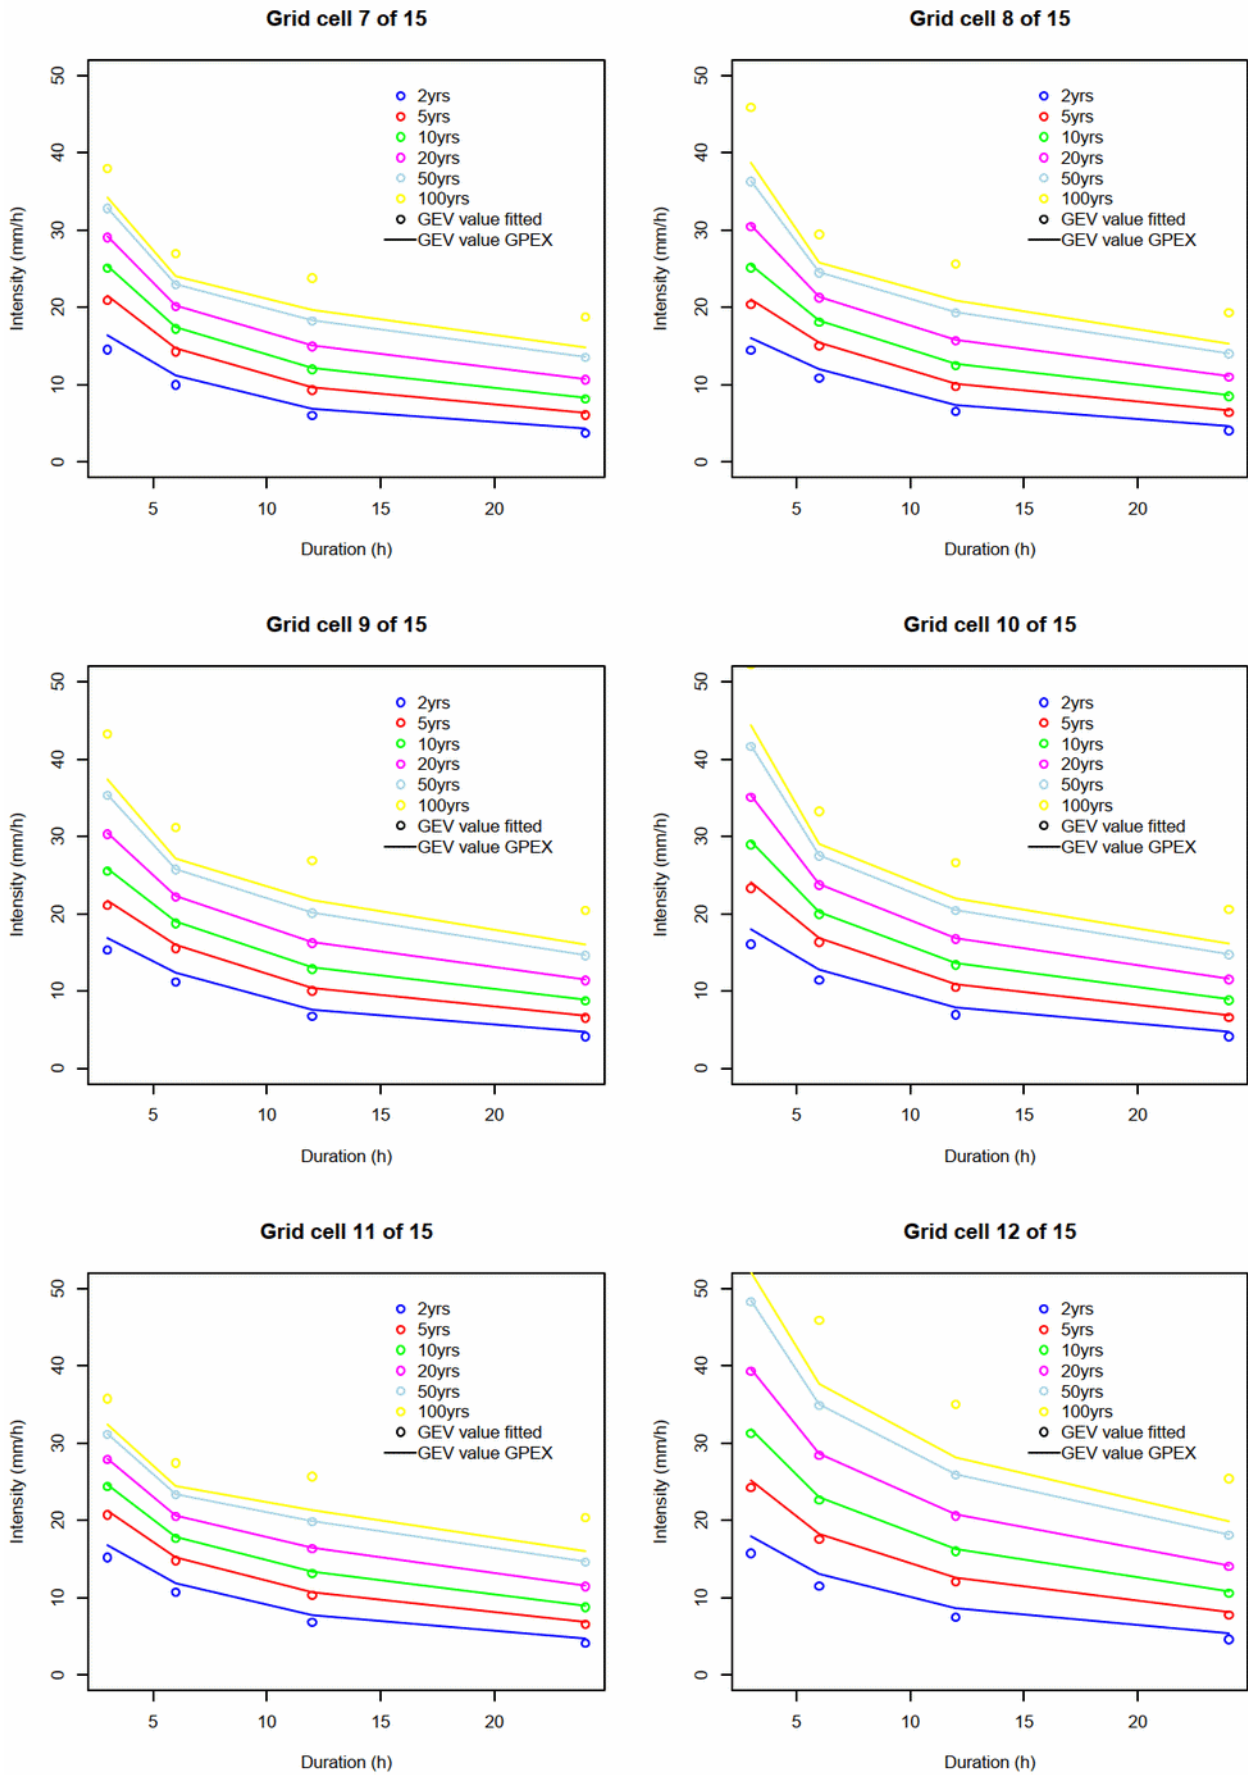 Grid cell 7 of 15
Intensity (mm/h)
50
40
30
20
10
0
2yrs
5yrs
10yrs
20yrs
50yrs
100yrs
GEV value fitted
GEV value GPEX
5
10
15
20
Duration (h)
Grid cell 8 of 15
Intensity (mm/h)
50
40
30
20
10
0
2yrs
5yrs
10yrs
20yrs
50yrs
100yrs
GEV value fitted
GEV value GPEX
5
10
15
20
Duration (h)
Grid cell 9 of 15
Intensity (mm/h)
50
40
30
20
10
0
2yrs
5yrs
10yrs
20yrs
50yrs
100yrs
GEV value fitted
GEV value GPEX
5
10
15
20
Duration (h)
Grid cell 10 of 15
Intensity (mm/h)
50
40
30
20
10
0
2yrs
5yrs
10yrs
20yrs
50yrs
100yrs
GEV value fitted
GEV value GPEX
5
10
15
20
Duration (h)
Grid cell 11 of 15
Intensity (mm/h)
50
40
30
20
10
0
2yrs
5yrs
10yrs
20yrs
50yrs
100yrs
GEV value fitted
GEV value GPEX
5
10
15
20
Duration (h)
Grid cell 12 of 15
Intensity (mm/h)
50
40
30
20
10
0
2yrs
5yrs
10yrs
20yrs
50yrs
100yrs
GEV value fitted
GEV value GPEX
5
10
15
20
Duration (h)